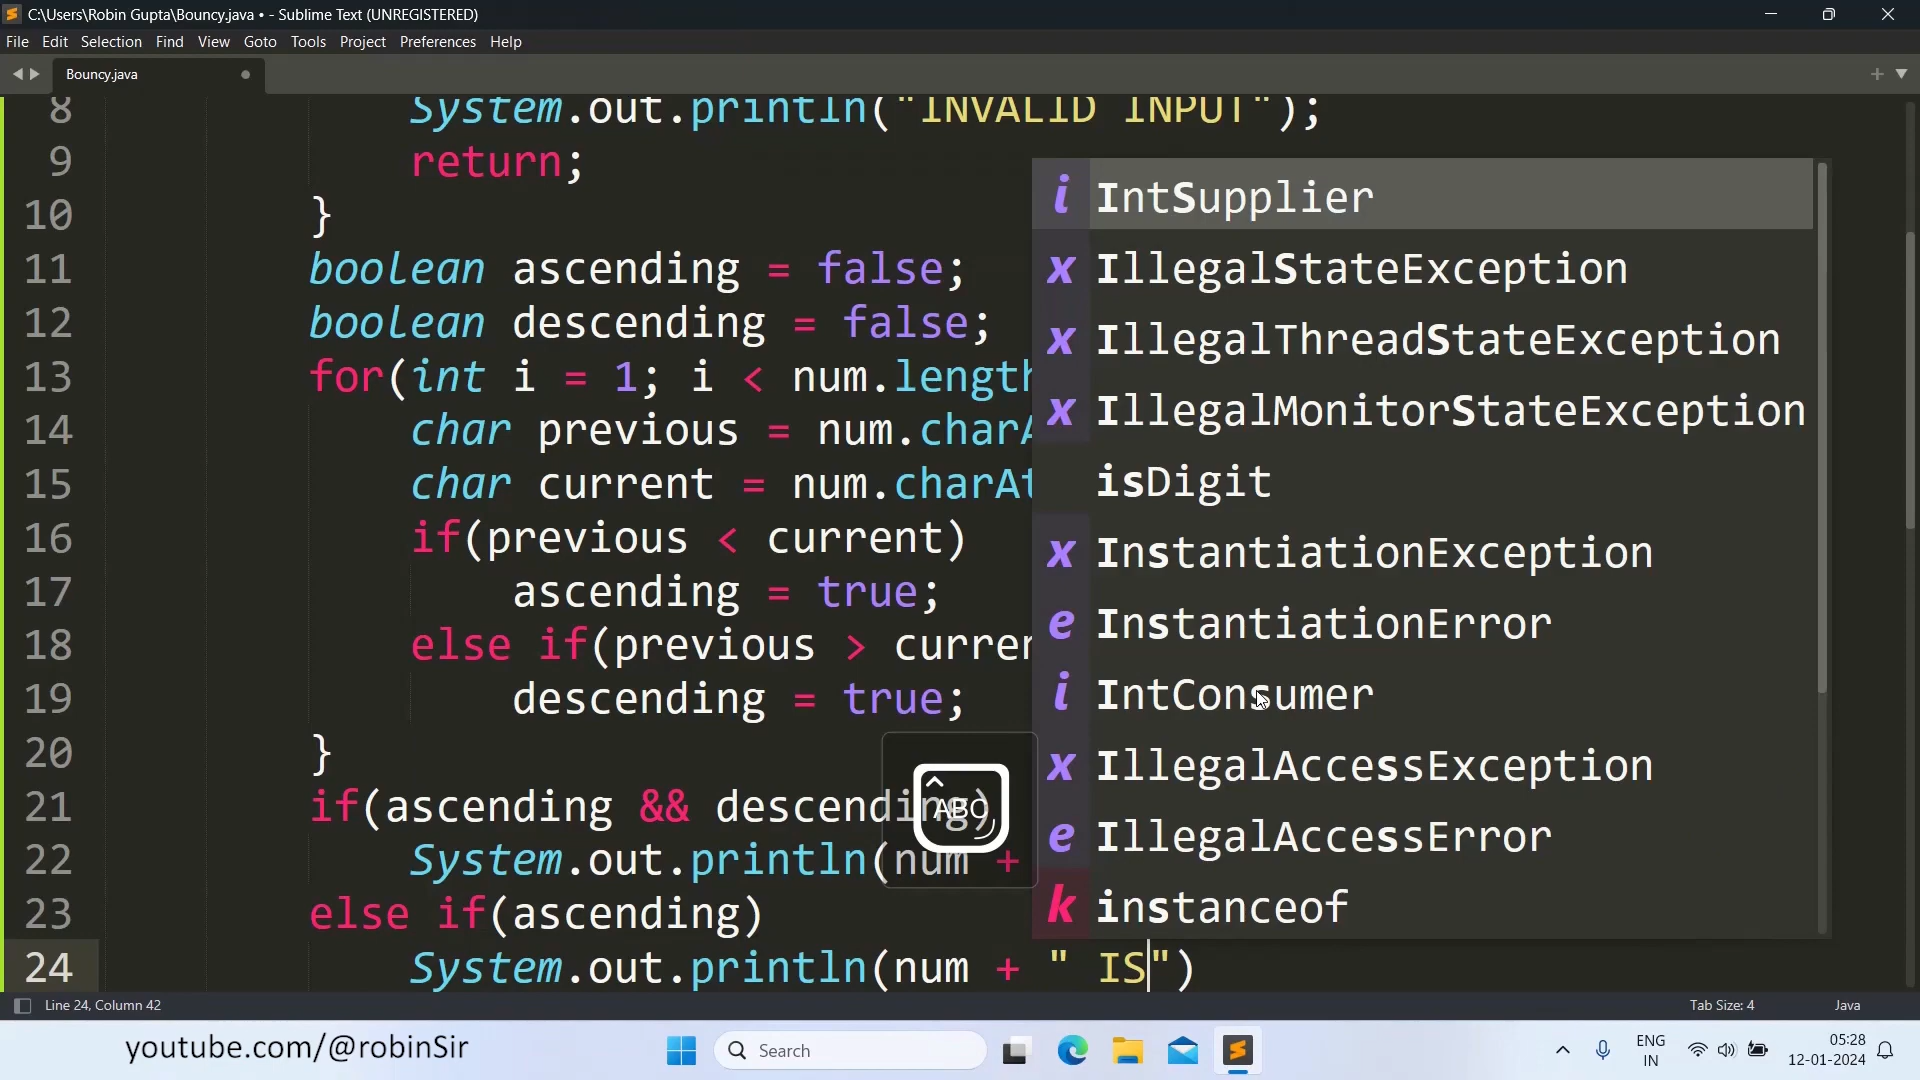 C:\Users\Robin Gupta\Bouncy.java • - Sublime Text (UNREGISTERED)
File Edit Selection Find View Goto Tools Project Preferences Help
Bouncy.java
8 System.out.println("INVALID INPUT");
9 return;
10 }
11 boolean ascending = false;
12 boolean descending = false;
13 for(int i = 1; i < num.length
14 char previous = num.charA
15 char current = num.charAt
16 if(previous < current)
17 ascending = true;
18 else if(previous > curren
19 descending = true;
20 }
21 if(ascending && descending)
22 System.out.println(num +
23 else if(ascending)
24 System.out.println(num + " IS")
i IntSupplier
x IllegalStateException
x IllegalThreadStateException
x IllegalMonitorStateException
isDigit
x InstantiationException
e InstantiationError
i IntConsumer
x IllegalAccessException
e IllegalAccessError
k instanceof
ABC
Line 24, Column 42
Tab Size: 4
Java
youtube.com/@robinSir
Search
ENG
IN
05:28
12-01-2024